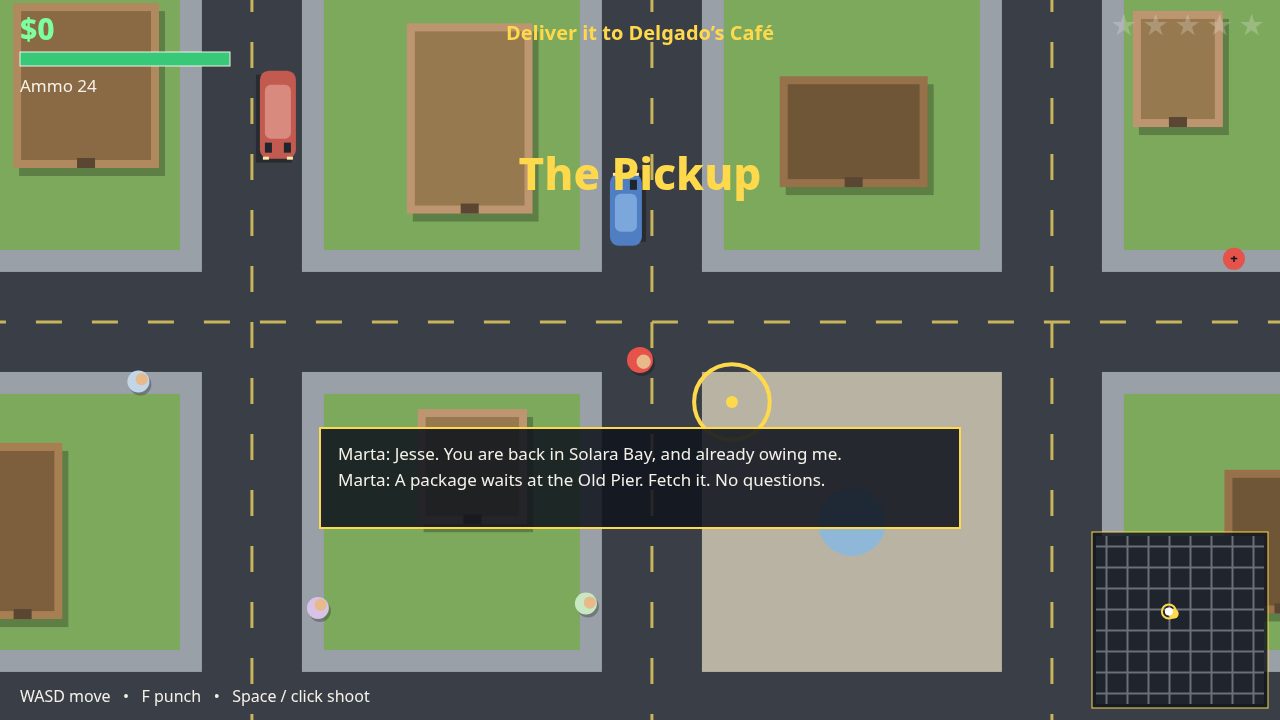 $0
Deliver it to Delgado's Café
Ammo 24
The Pickup
Marta: Jesse. You are back in Solara Bay, and already owing me.
Marta: A package waits at the Old Pier. Fetch it. No questions.
WASD move • F punch • Space / click shoot